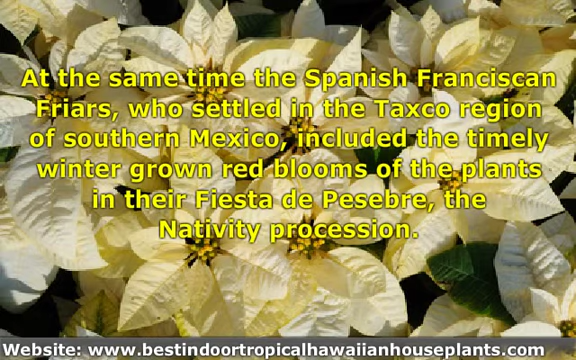 At the same time the Spanish Franciscan
Friars, who settled in the Taxco region
of southern Mexico, included the timely
winter grown red blooms of the plants
in their Fiesta de Pesebre, the
Nativity procession.
Website: www.bestindoortropicalhawaiianhouseplants.com